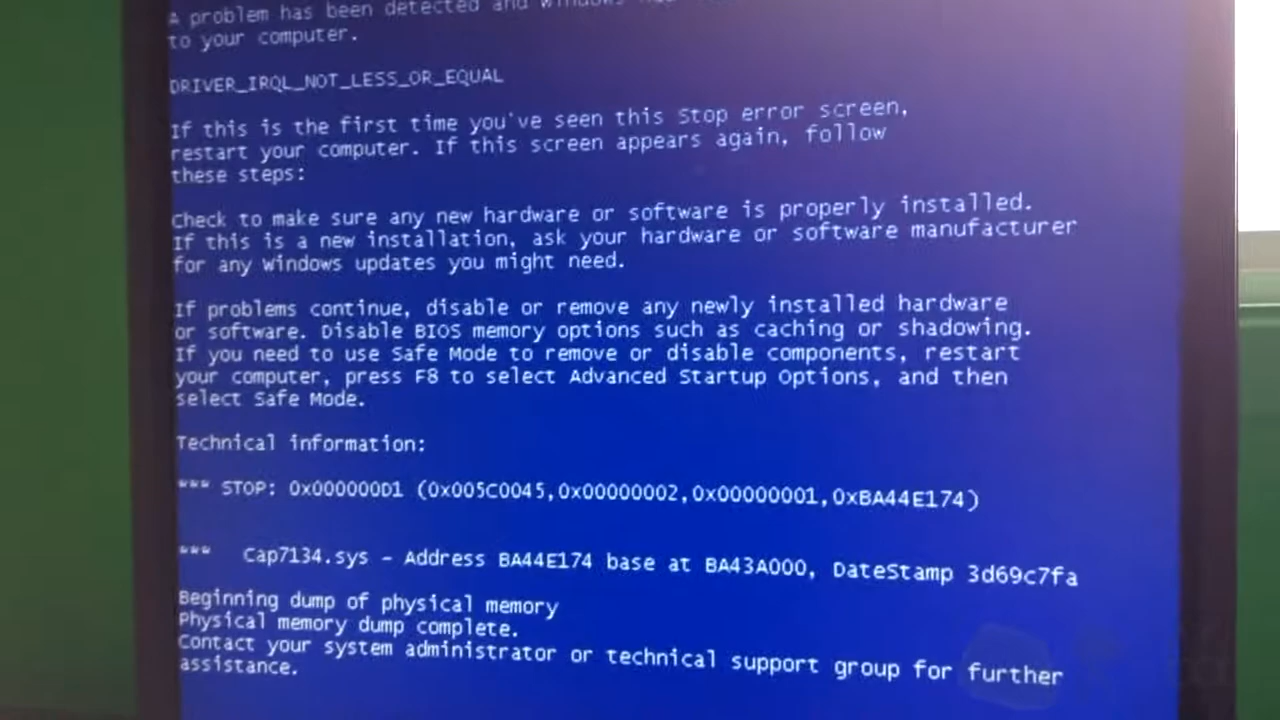 A problem has been detected and windows
to your computer.
DRIVER_IRQL_NOT_LESS_OR_EQUAL
If this is the first time you've seen this Stop error screen,
restart your computer. If this screen appears again, follow
these steps:
Check to make sure any new hardware or software is properly installed.
If this is a new installation, ask your hardware or software manufacturer
for any Windows updates you might need.
If problems continue, disable or remove any newly installed hardware
or software. Disable BIOS memory options such as caching or shadowing.
If you need to use Safe Mode to remove or disable components, restart
your computer, press F8 to select Advanced Startup Options, and then
select Safe Mode.
Technical information:
*** STOP: 0x000000D1 (0x005C0045,0x00000002,0x00000001,0xBA44E174)
*** Cap7134.sys - Address BA44E174 base at BA43A000, DateStamp 3d69c7fa
Beginning dump of physical memory
Physical memory dump complete.
Contact your system administrator or technical support group for further
assistance.